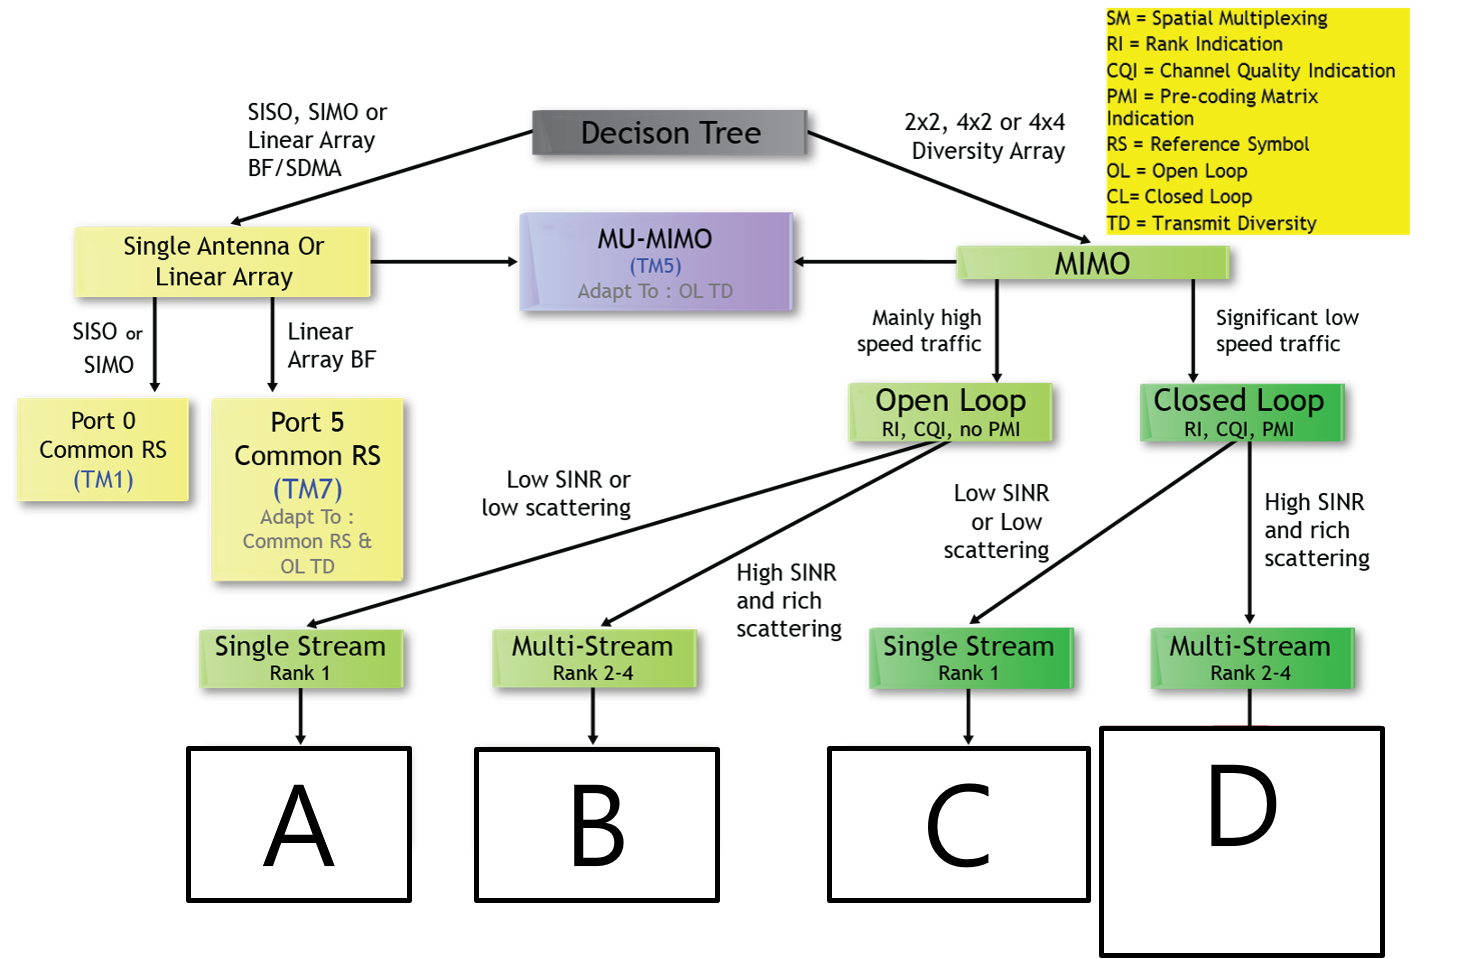 SM = Spatial Multiplexing
RI = Rank Indication
CQI = Channel Quality Indication
PMI = Pre-coding Matrix
Indication
RS = Reference Symbol
OL = Open Loop
CL= Closed Loop
TD = Transmit Diversity
Decison Tree
SISO, SIMO or
Linear Array
BF/SDMA
2x2, 4x2 or 4x4
Diversity Array
Single Antenna Or
Linear Array
MU-MIMO
(TM5)
Adapt To : OL TD
MIMO
SISO or
SIMO
Linear
Array BF
Mainly high
speed traffic
Significant low
speed traffic
Port 0
Common RS
(TM1)
Port 5
Common RS
(TM7)
Adapt To :
Common RS &
OL TD
Open Loop
RI, CQI, no PMI
Closed Loop
RI, CQI, PMI
Low SINR or
low scattering
High SINR
and rich
scattering
Low SINR
or Low
scattering
High SINR
and rich
scattering
Single Stream
Rank 1
Multi-Stream
Rank 2-4
Single Stream
Rank 1
Multi-Stream
Rank 2-4
A
B
C
D